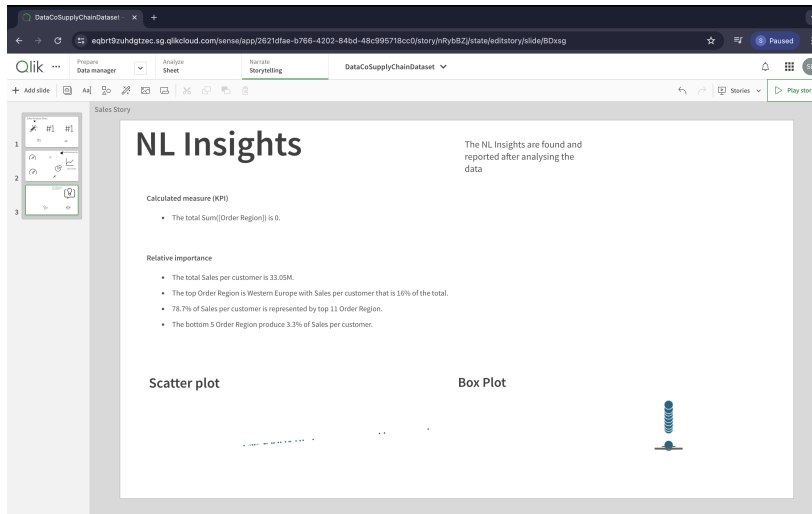 DataCoSupplyChainDataset
eqbrt9zuhdgtzec.sg.qlikcloud.com/sense/app/2621dfae-b766-4202-84bd-48c995718cc0/story/nRybBZj/state/editstory/slide/BDxsg
S Paused
Qlik
Prepare
Data manager
Analyze
Sheet
Narrate
Storytelling
DataCoSupplyChainDataset
+ Add slide
Aa
Stories
Play stor
Sales Story
1
#1 #1
2
3
NL Insights
The NL Insights are found and
reported after analysing the
data
Calculated measure (KPI)
• The total Sum([Order Region]) is 0.
Relative importance
• The total Sales per customer is 33.05M.
• The top Order Region is Western Europe with Sales per customer that is 16% of the total.
• 78.7% of Sales per customer is represented by top 11 Order Region.
• The bottom 5 Order Region produce 3.3% of Sales per customer.
Scatter plot
Box Plot